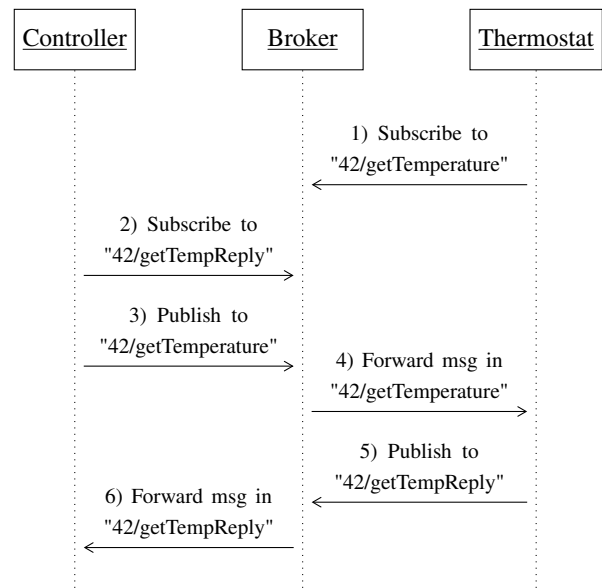 Controller
Broker
Thermostat
1) Subscribe to
"42/getTemperature"
2) Subscribe to
"42/getTempReply"
3) Publish to
"42/getTemperature"
4) Forward msg in
"42/getTemperature"
5) Publish to
"42/getTempReply"
6) Forward msg in
"42/getTempReply"